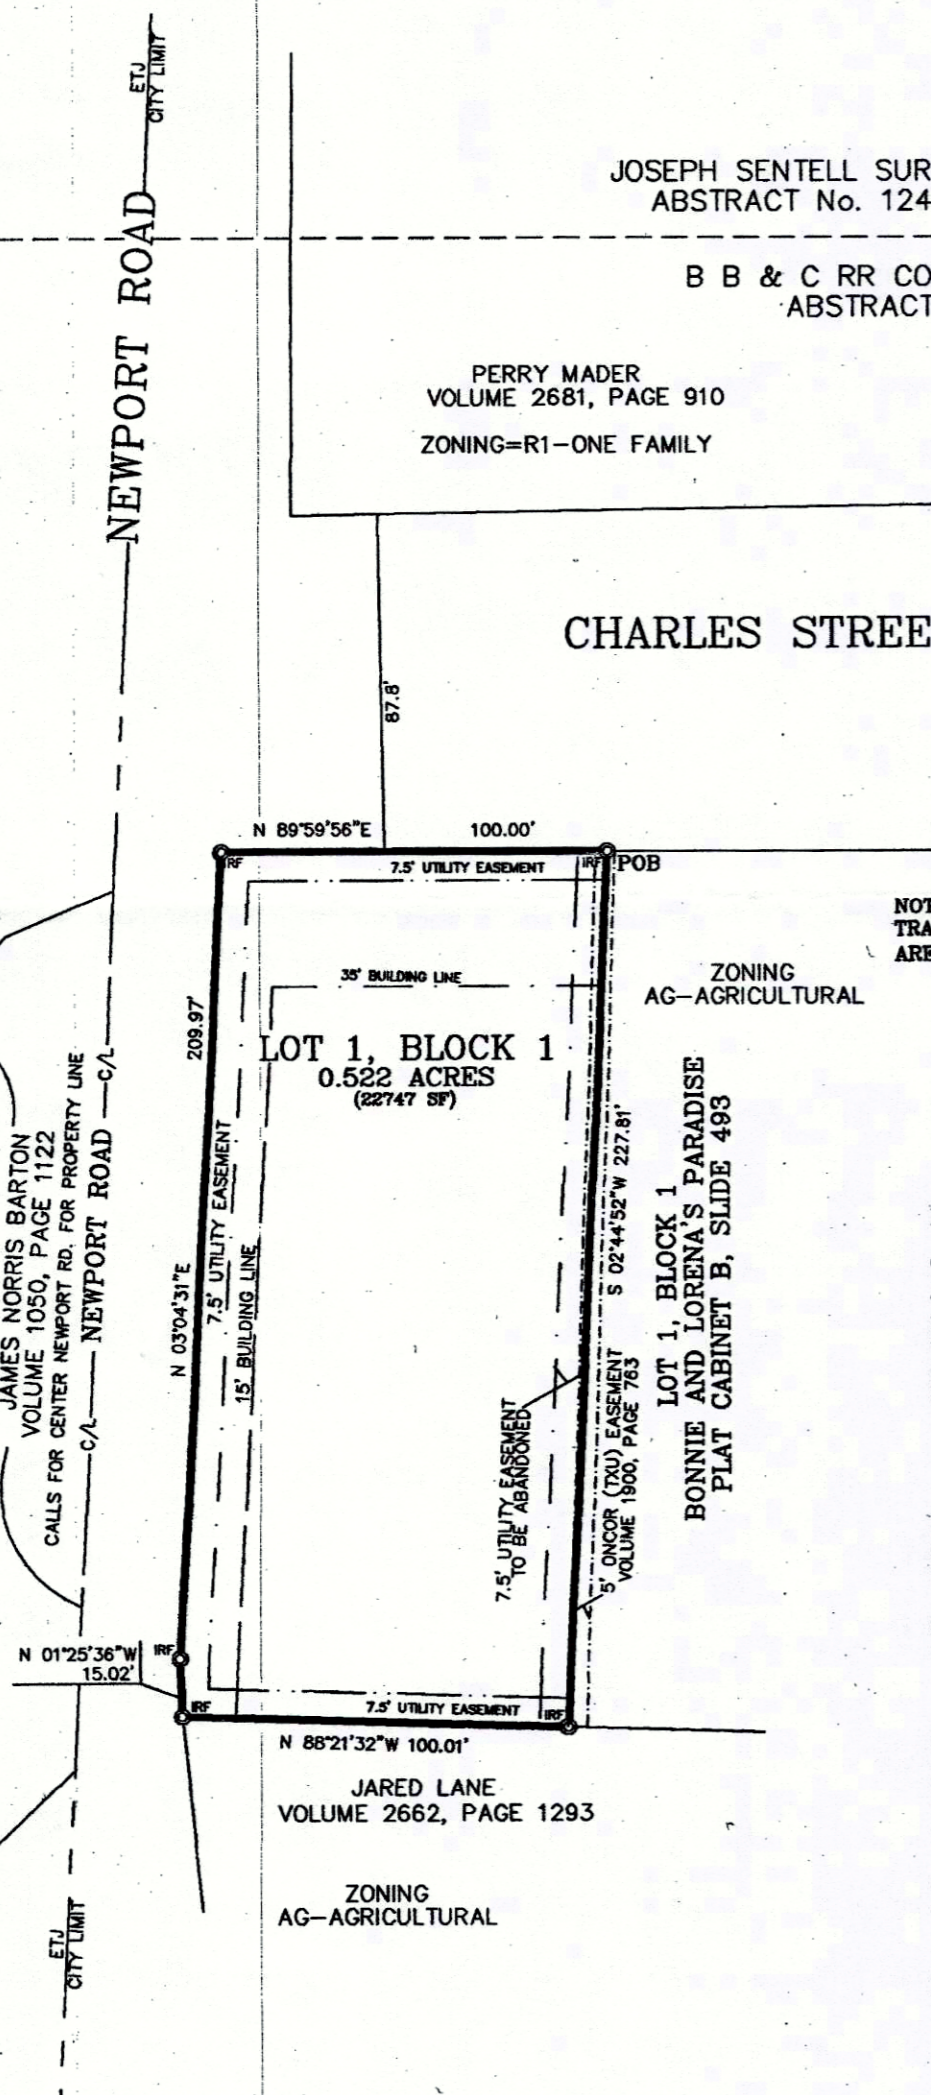 ETJ
CITY LIMIT
JOSEPH SENTELL SUR
ABSTRACT No. 124
NEWPORT ROAD
B B & C RR CO
ABSTRACT
PERRY MADER
VOLUME 2681, PAGE 910
ZONING=R1-ONE FAMILY
CHARLES STREE
87.8'
N 89°59'56"E 100.00'
IRF
7.5' UTILITY EASEMENT
IRF
POB
NOT
TRA
ARE
ZONING
AG-AGRICULTURAL
35' BUILDING LINE
209.97'
LOT 1, BLOCK 1
0.522 ACRES
(22747 SF)
N 03°04'31"E
7.5' UTILITY EASEMENT
15' BUILDING LINE
C/L NEWPORT ROAD C/L
JAMES NORRIS BARTON
VOLUME 1050, PAGE 1122
CALLS FOR CENTER NEWPORT RD. FOR PROPERTY LINE
S 02°44'52"W 227.81'
LOT 1, BLOCK 1
BONNIE AND LORENA'S PARADISE
PLAT CABINET B, SLIDE 493
7.5' UTILITY EASEMENT
TO BE ABANDONED
5' ONCOR (TXU) EASEMENT
VOLUME 1900, PAGE 763
N 01°25'36"W
15.02'
IRF
IRF
7.5' UTILITY EASEMENT
IRF
N 88°21'32"W 100.01'
JARED LANE
VOLUME 2662, PAGE 1293
ZONING
AG-AGRICULTURAL
ETJ
CITY LIMIT